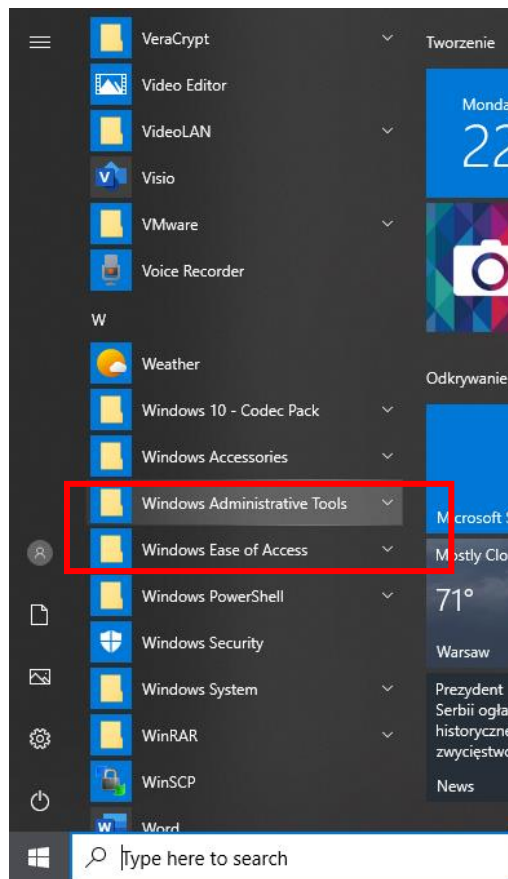 VeraCrypt
Video Editor
VideoLAN
Visio
VMware
Voice Recorder
W
Weather
Windows 10 - Codec Pack
Windows Accessories
Windows Administrative Tools
Windows Ease of Access
Windows PowerShell
Windows Security
Windows System
WinRAR
WinSCP
Word
Tworzenie
Monda
22
Odkrywanie
Microsoft S
Mostly Clo
71°
Warsaw
Prezydent
Serbii ogła
historyczne
zwycięstwo
News
Type here to search